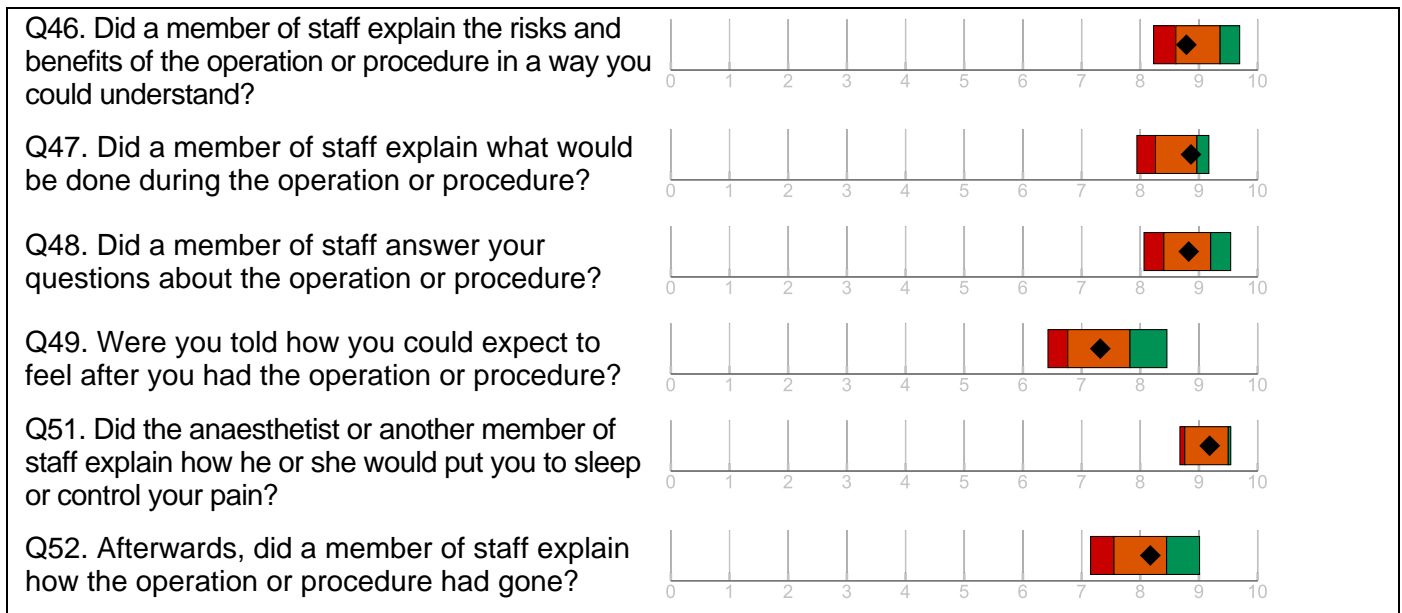 Q46. Did a member of staff explain the risks and
benefits of the operation or procedure in a way you
could understand?
0 1 2 3 4 5 6 7 8 9 10
Q47. Did a member of staff explain what would
be done during the operation or procedure?
0 1 2 3 4 5 6 7 8 9 10
Q48. Did a member of staff answer your
questions about the operation or procedure?
0 1 2 3 4 5 6 7 8 9 10
Q49. Were you told how you could expect to
feel after you had the operation or procedure?
0 1 2 3 4 5 6 7 8 9 10
Q51. Did the anaesthetist or another member of
staff explain how he or she would put you to sleep
or control your pain?
0 1 2 3 4 5 6 7 8 9 10
Q52. Afterwards, did a member of staff explain
how the operation or procedure had gone?
0 1 2 3 4 5 6 7 8 9 10